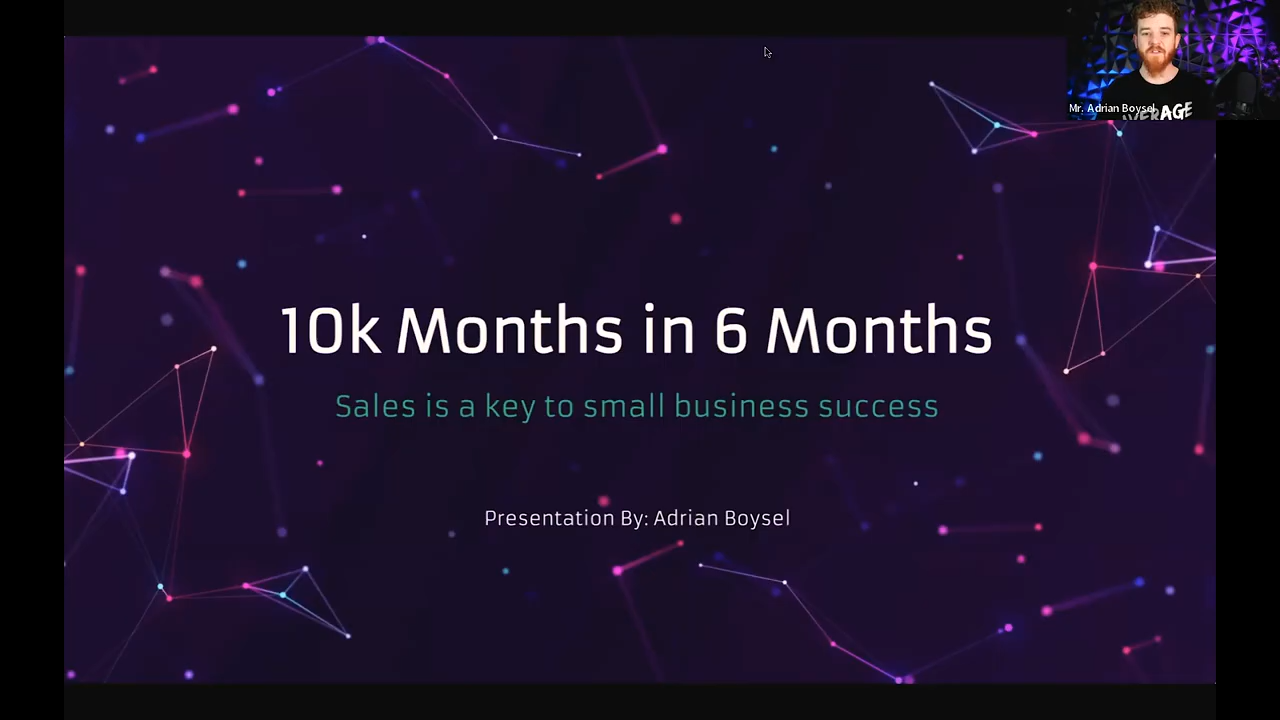 Mr. Adrian Boysel
10k Months in 6 Months
Sales is a key to small business success
Presentation By: Adrian Boysel